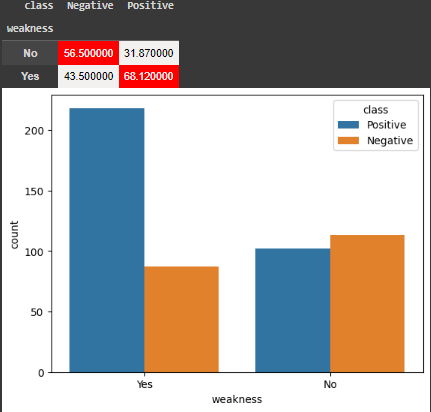 class Negative Positive
weakness
No 56.500000 31.870000
Yes 43.500000 68.120000
class
Positive
Negative
200
150
100
50
0
count
Yes No
weakness